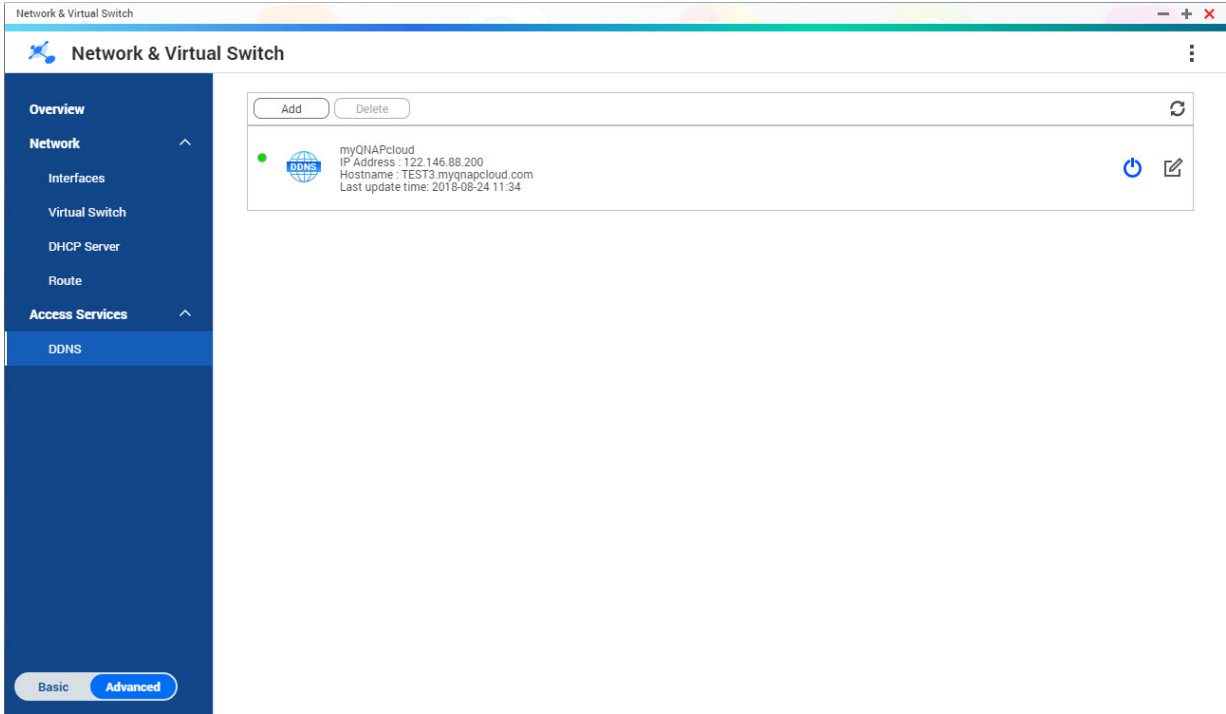 Network & Virtual Switch
Network & Virtual Switch
Overview
Network
Interfaces
Virtual Switch
DHCP Server
Route
Access Services
DDNS
Basic Advanced
Add Delete
DDNS
myQNAPcloud
IP Address : 122.146.88.200
Hostname : TEST3.myqnapcloud.com
Last update time: 2018-08-24 11:34